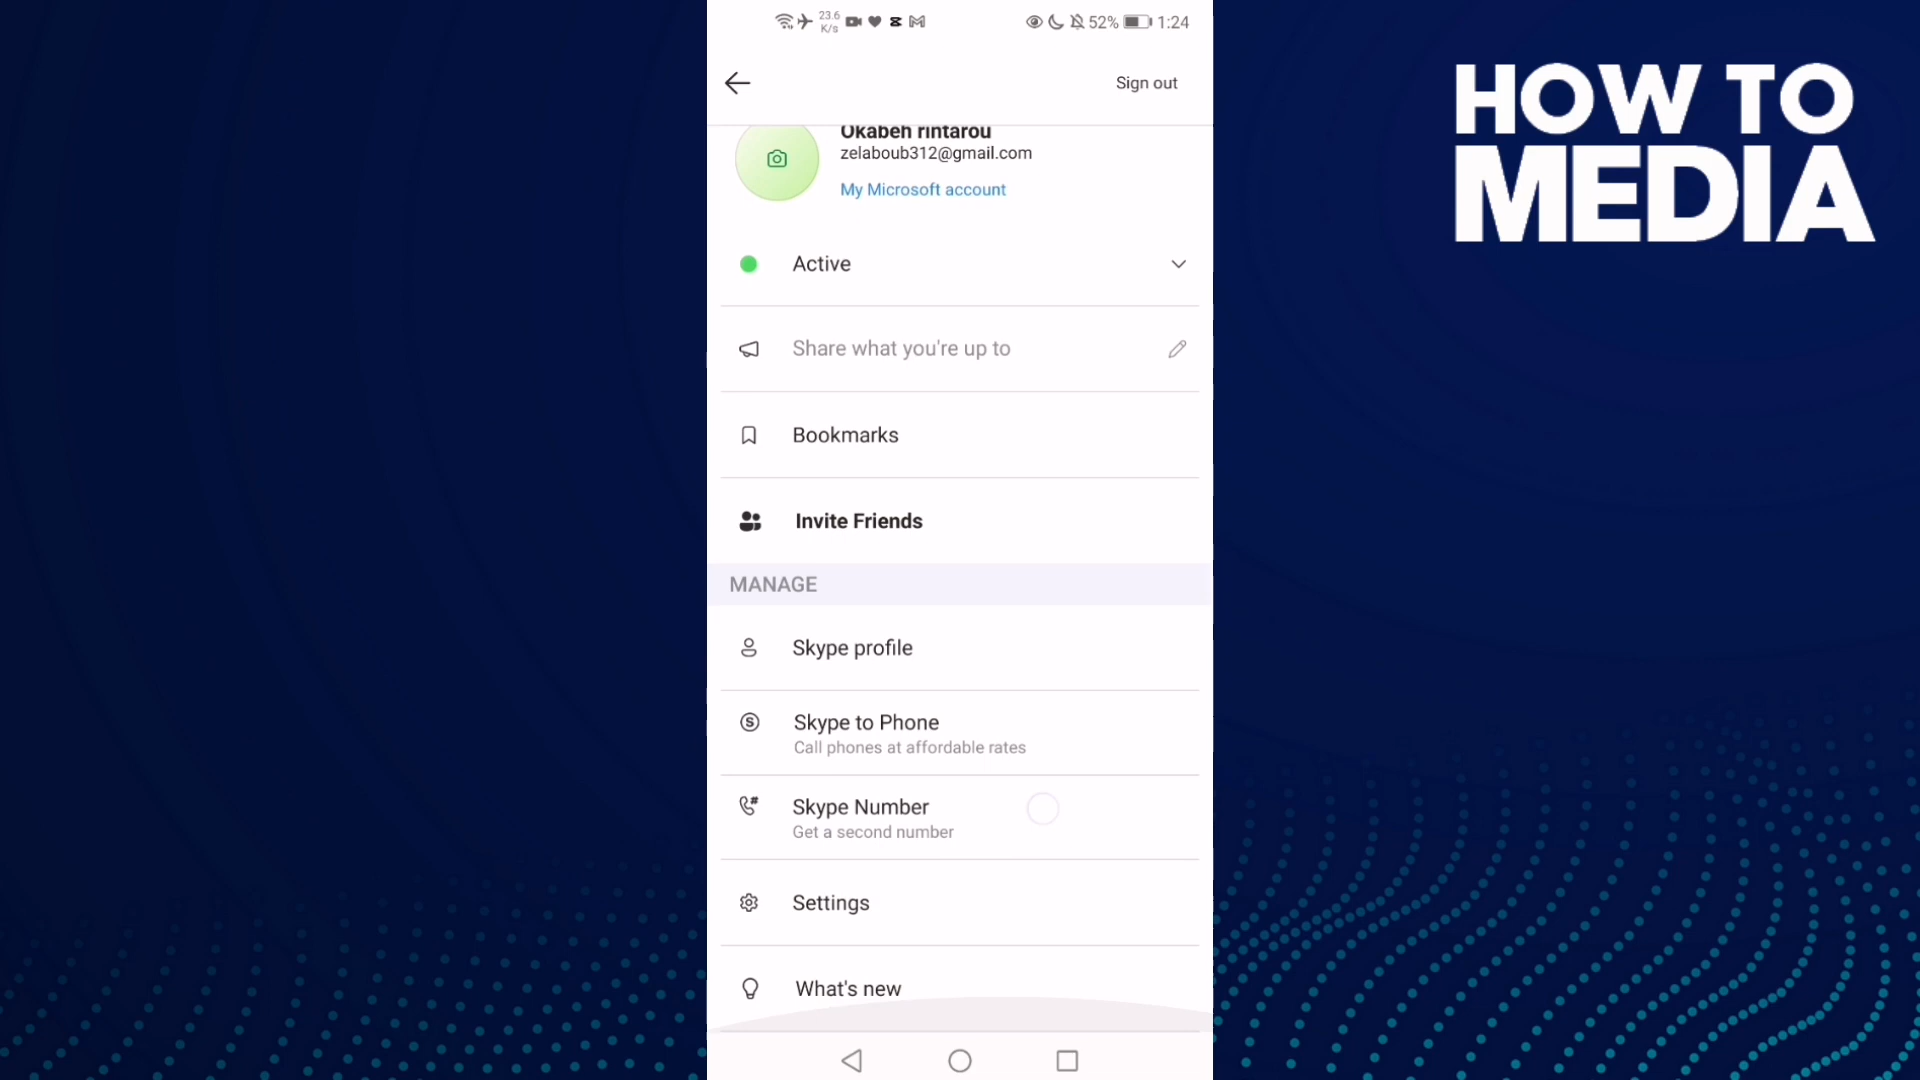 HOW TO
MEDIA
23.6
K/s
52%
1:24
Sign out
Okabeh rintarou
zelaboub312@gmail.com
My Microsoft account
Active
Share what you're up to
Bookmarks
Invite Friends
MANAGE
Skype profile
Skype to Phone
Call phones at affordable rates
Skype Number
Get a second number
Settings
What's new